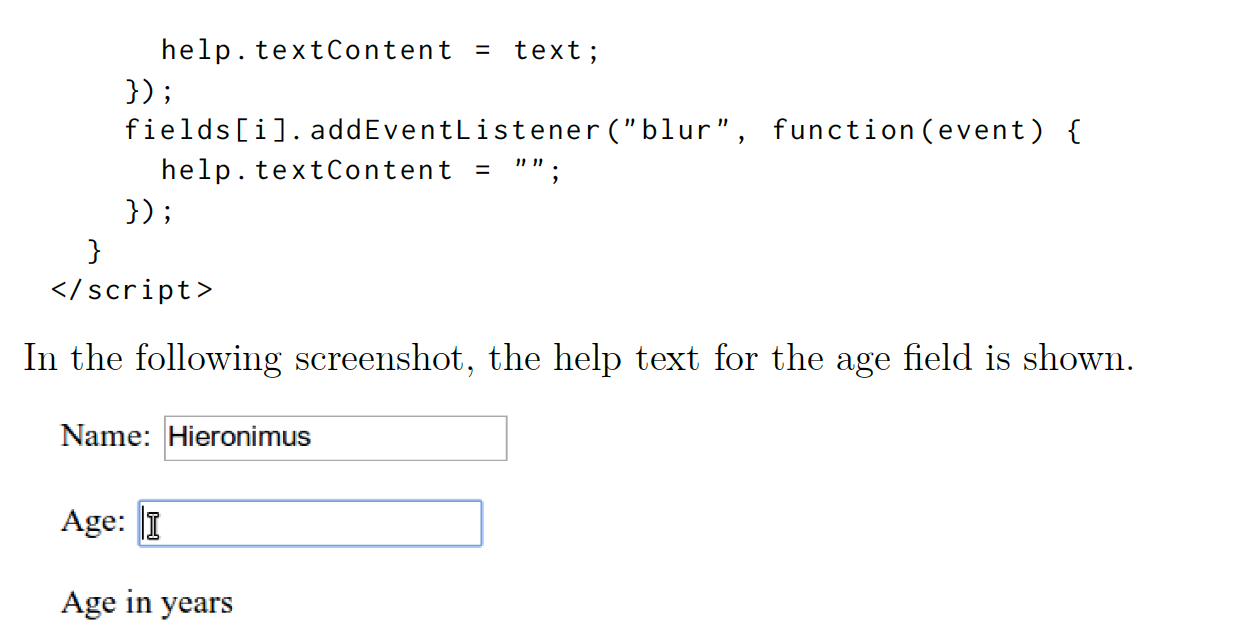 help.textContent = text;
});
fields[i].addEventListener("blur", function(event) {
help.textContent = "";
});
}
</script>
In the following screenshot, the help text for the age field is shown.
Name: Hieronimus
Age:
Age in years